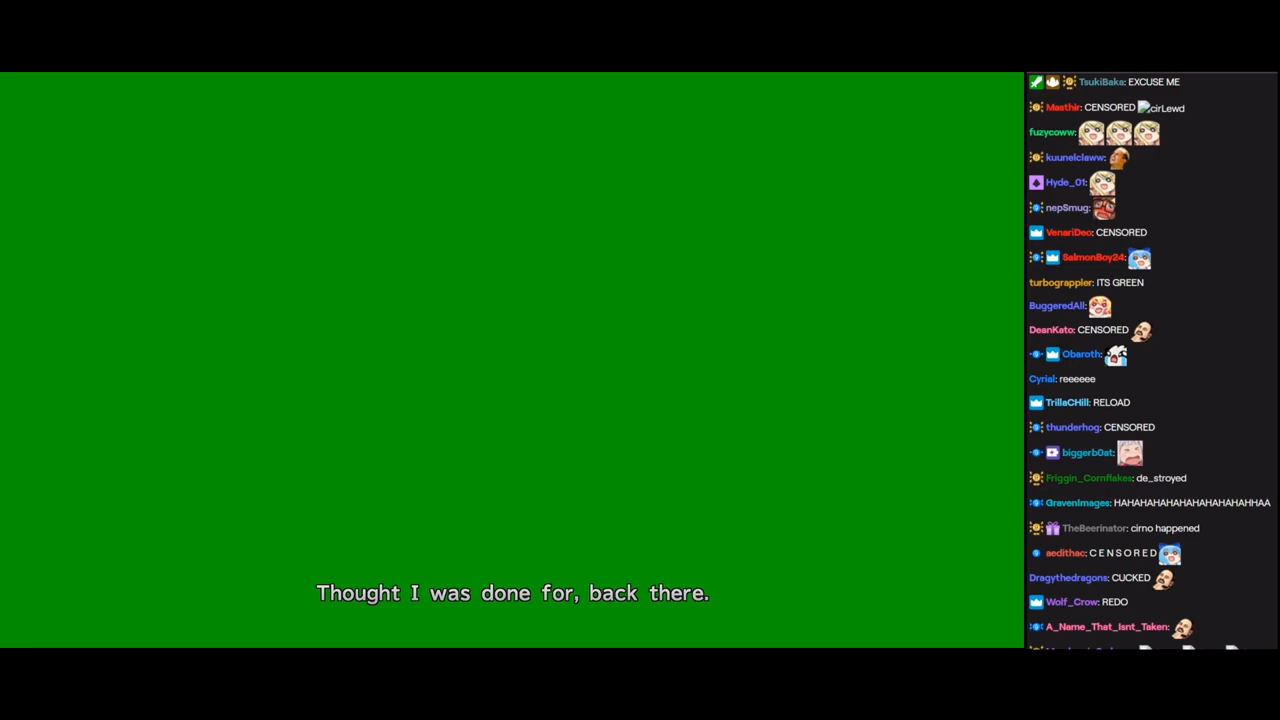 Thought I was done for, back there.
TsukiBaka: EXCUSE ME
Masthir: CENSORED cirLewd
fuzycoww:
kuunelclaww:
Hyde_01:
nepSmug:
VenariDeo: CENSORED
SalmonBoy24:
turbograppler: ITS GREEN
BuggeredAll:
DeanKato: CENSORED
Obaroth:
Cyrial: reeeeee
TrillaCHill: RELOAD
thunderhog: CENSORED
biggerb0at:
Friggin_Cornflakes: de_stroyed
GravenImages: HAHAHAHAHAHAHAHAHAHAHHAA
TheBeerinator: cirno happened
aedithac: C E N S O R E D
Dragythedragons: CUCKED
Wolf_Crow: REDO
A_Name_That_Isnt_Taken: